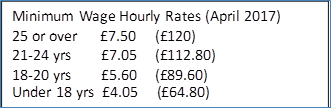 Minimum Wage Hourly Rates (April 2017)
25 or over £7.50 (£120)
21-24 yrs £7.05 (£112.80)
18-20 yrs £5.60 (£89.60)
Under 18 yrs £4.05 (£64.80)